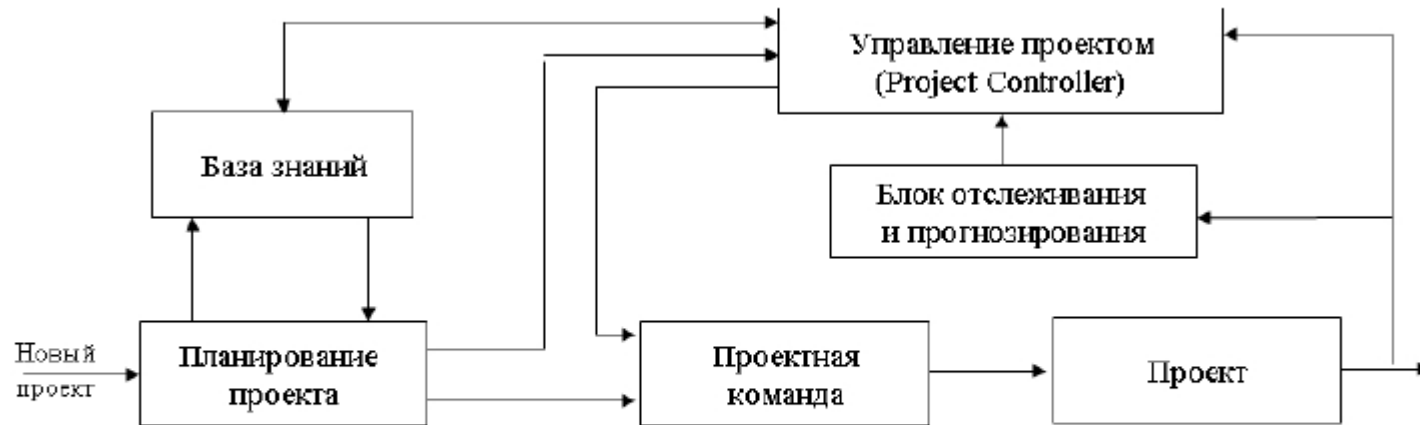 Управление проектом
(Project Controller)
База знаний
Блок отслеживания
и прогнозирования
Новый
проект
Планирование
проекта
Проектная
команда
Проект